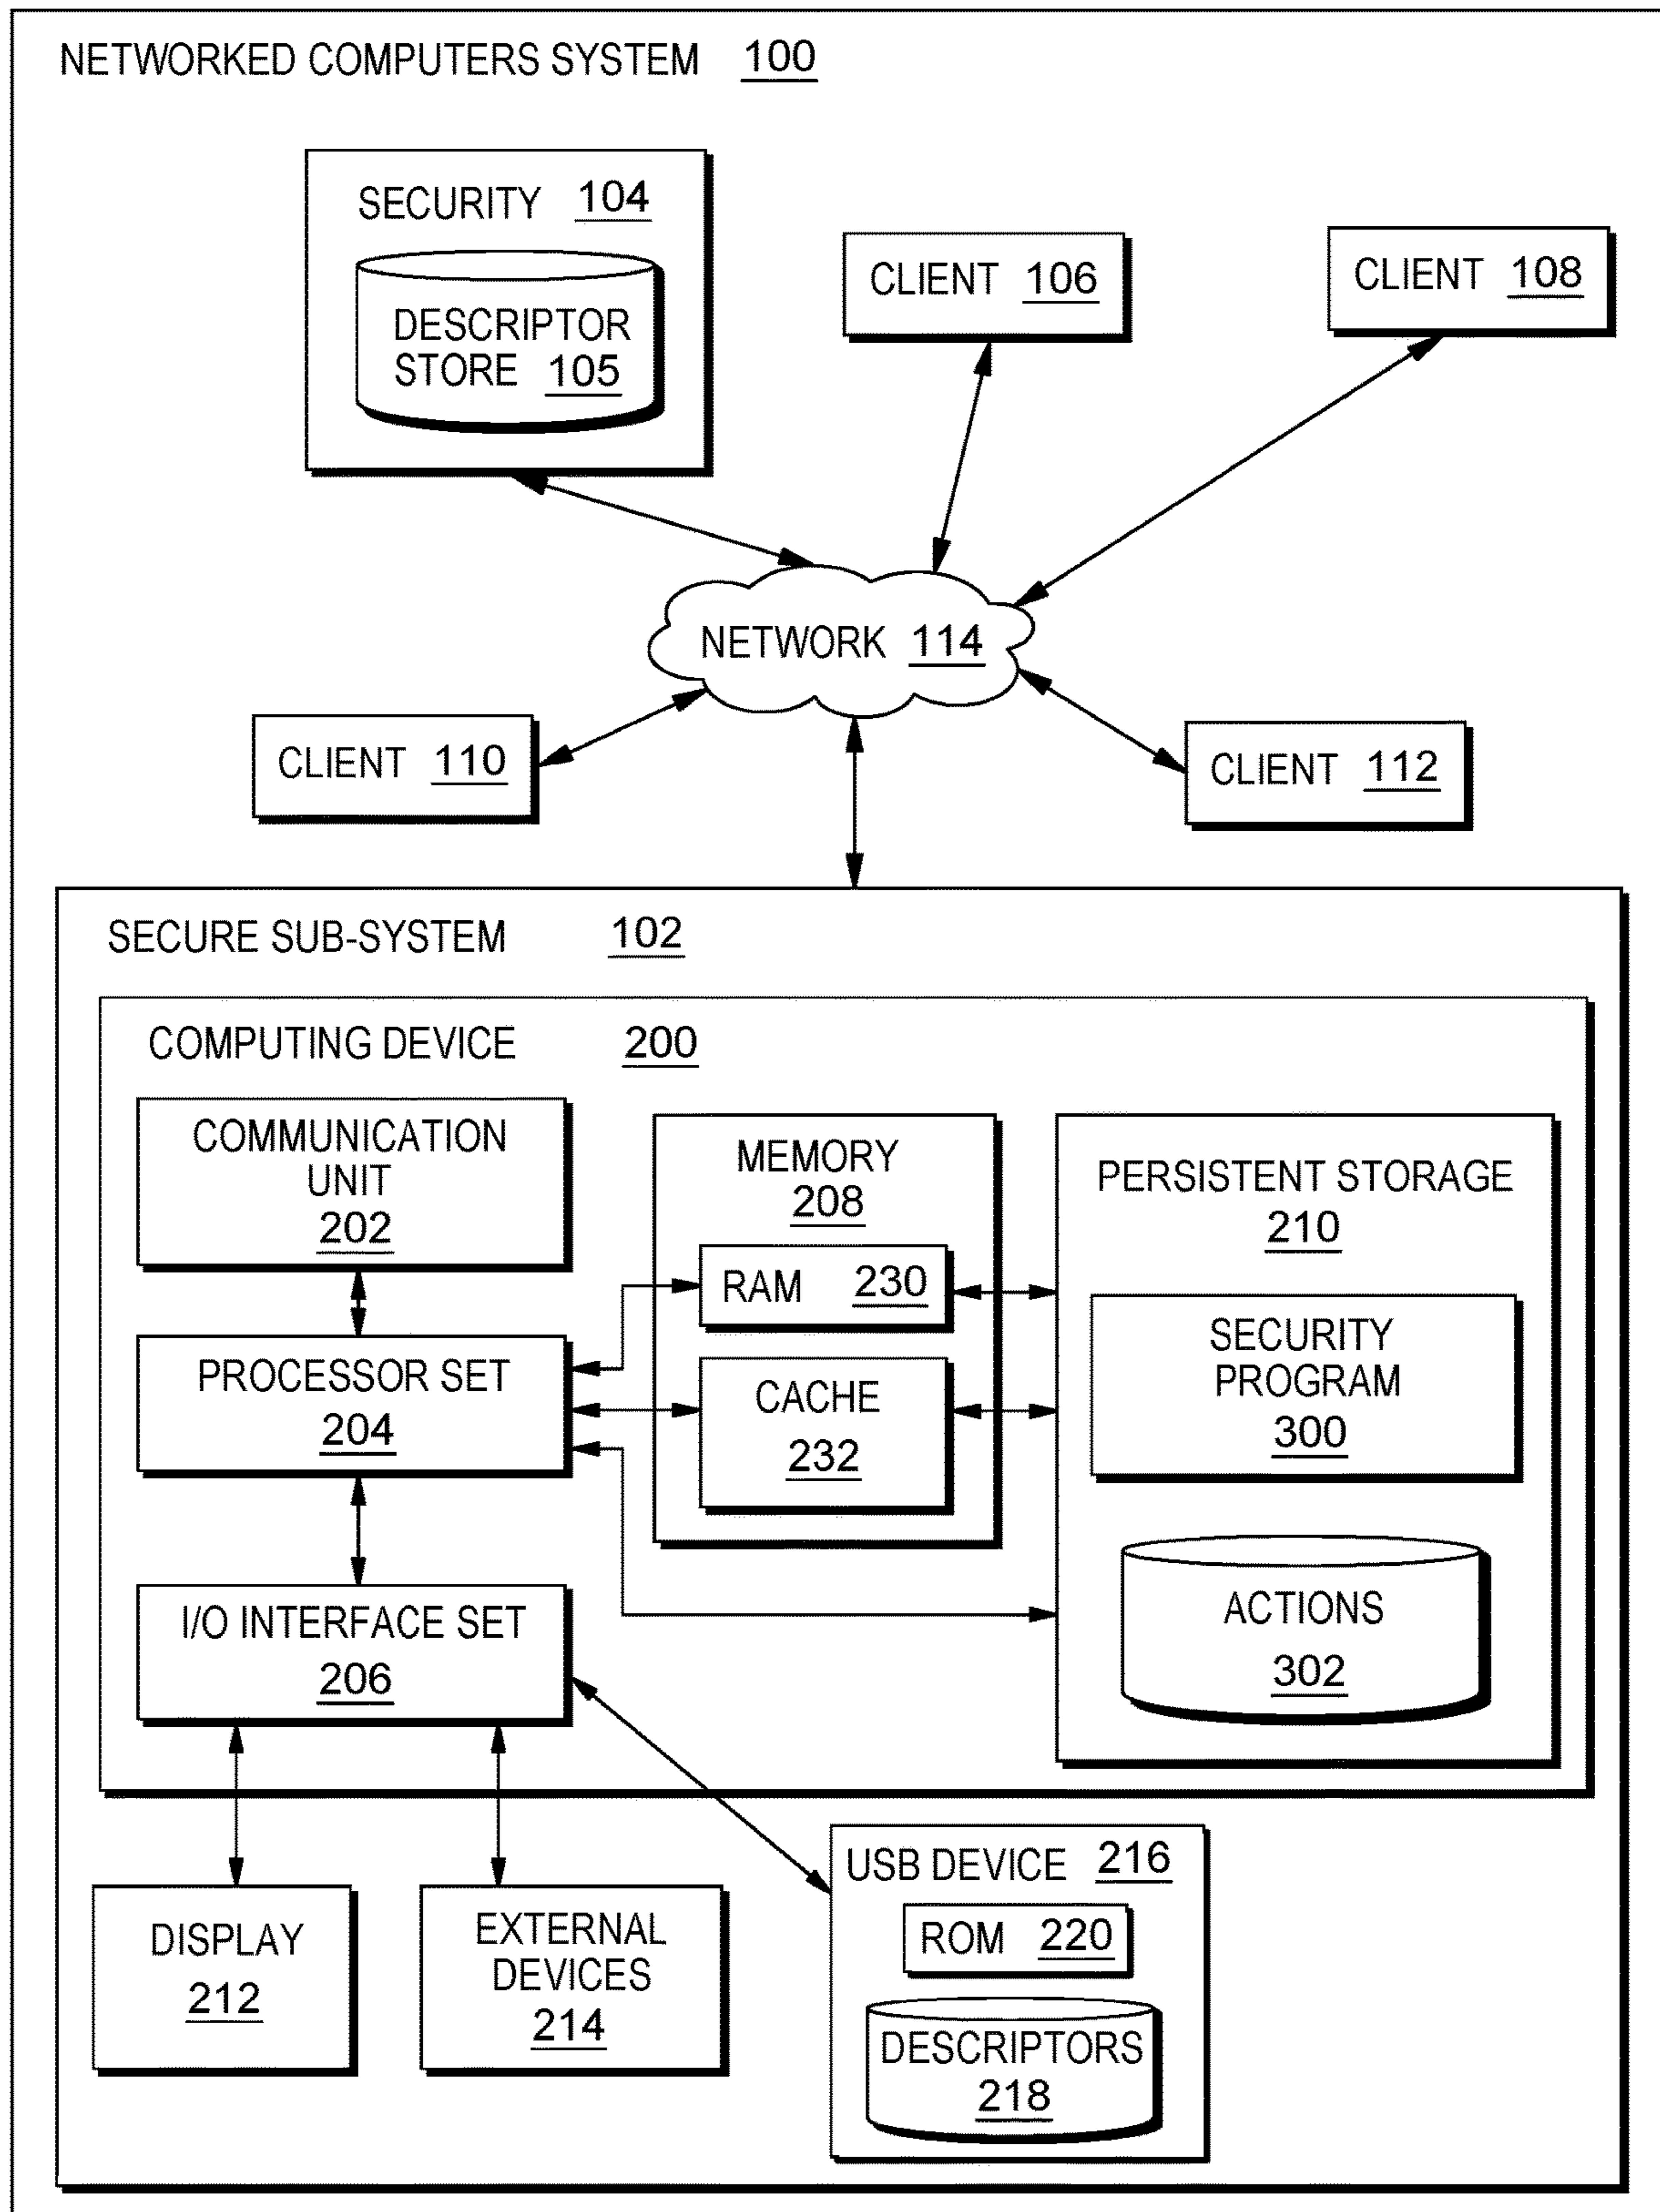 NETWORKED COMPUTERS SYSTEM 100
SECURITY 104
DESCRIPTOR
STORE 105
CLIENT 106
CLIENT 108
NETWORK 114
CLIENT 110
CLIENT 112
SECURE SUB-SYSTEM 102
COMPUTING DEVICE 200
COMMUNICATION
UNIT
202
PROCESSOR SET
204
I/O INTERFACE SET
206
MEMORY
208
RAM 230
CACHE
232
PERSISTENT STORAGE
210
SECURITY
PROGRAM
300
ACTIONS
302
DISPLAY
212
EXTERNAL
DEVICES
214
USB DEVICE 216
ROM 220
DESCRIPTORS
218